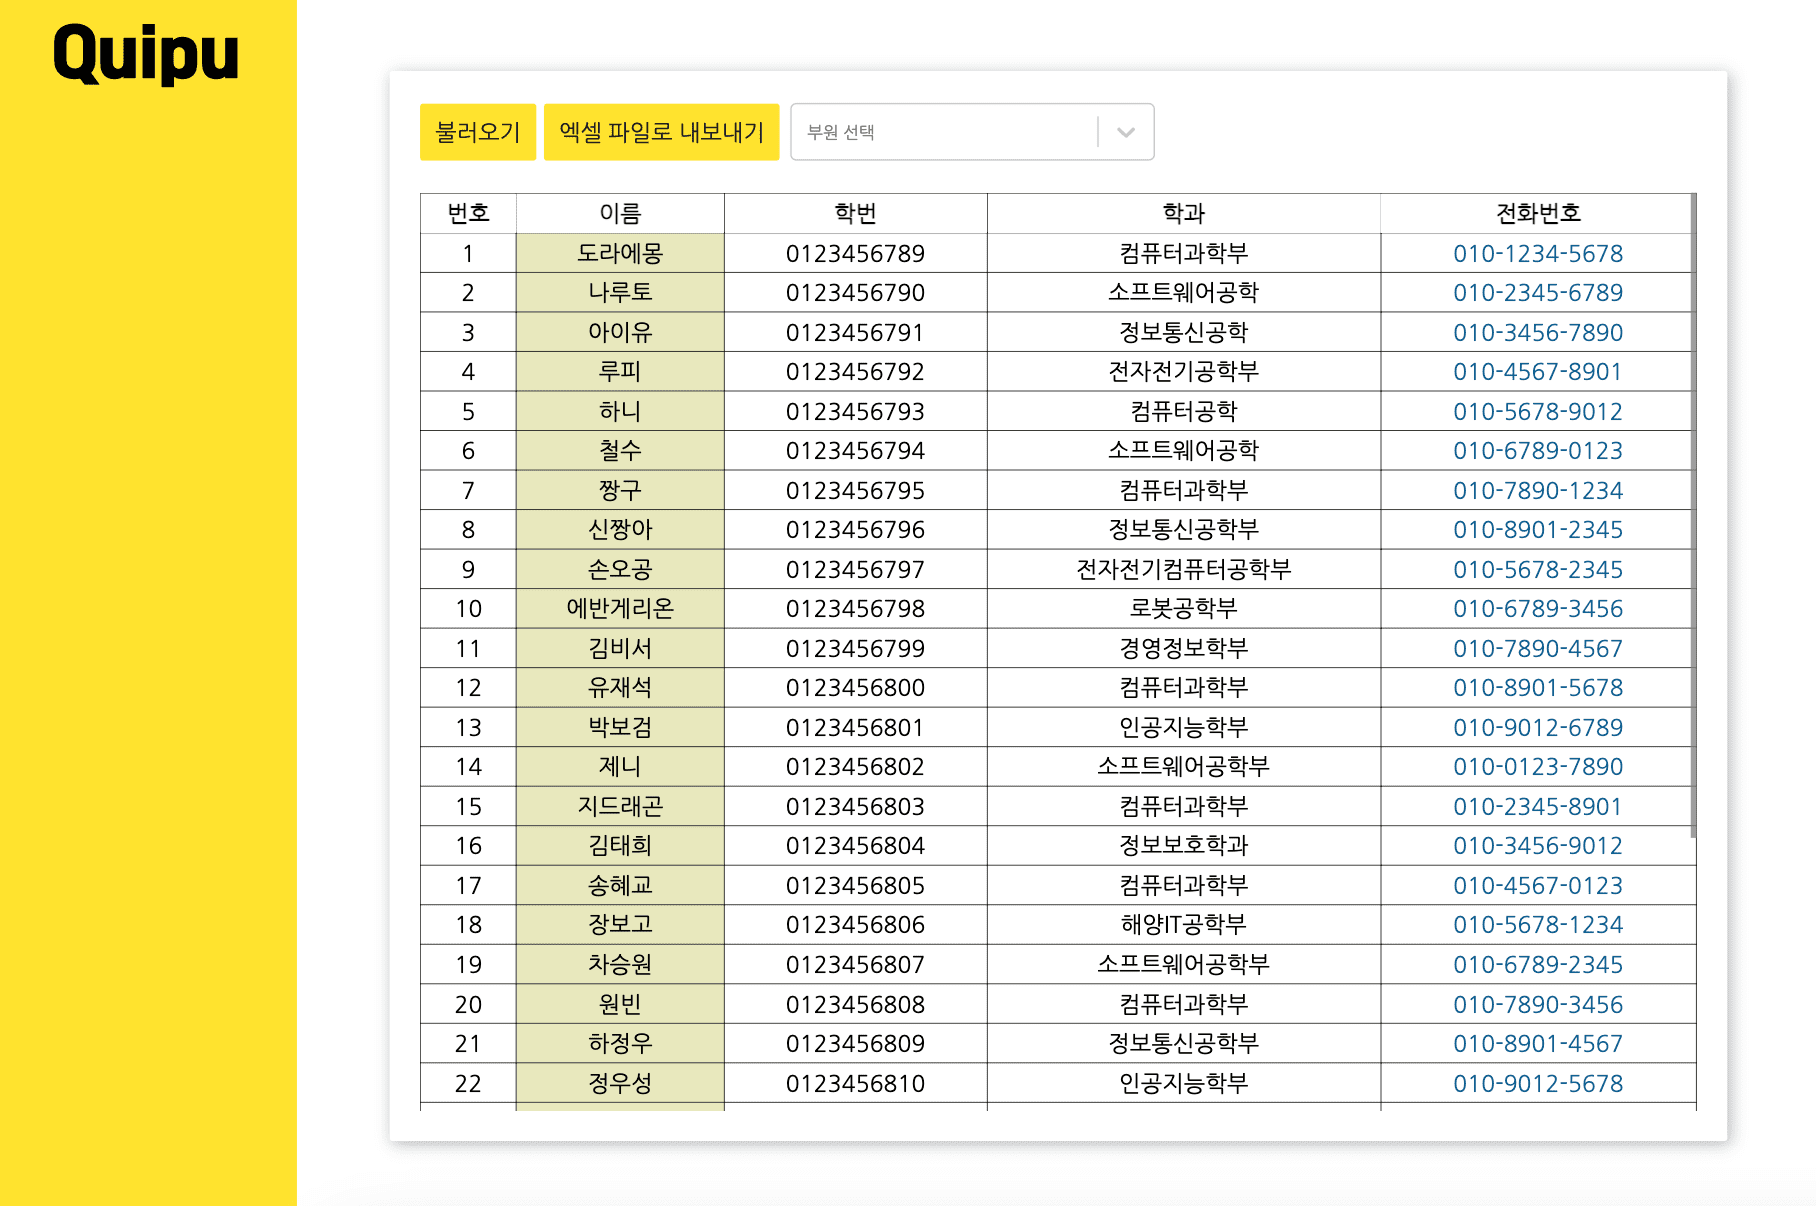 Quipu
불러오기 엑셀 파일로 내보내기 부원 선택
번호 이름 학번 학과 전화번호
1 도라에몽 0123456789 컴퓨터과학부 010-1234-5678
2 나루토 0123456790 소프트웨어공학 010-2345-6789
3 아이유 0123456791 정보통신공학 010-3456-7890
4 루피 0123456792 전자전기공학부 010-4567-8901
5 하니 0123456793 컴퓨터공학 010-5678-9012
6 철수 0123456794 소프트웨어공학 010-6789-0123
7 짱구 0123456795 컴퓨터과학부 010-7890-1234
8 신짱아 0123456796 정보통신공학부 010-8901-2345
9 손오공 0123456797 전자전기컴퓨터공학부 010-5678-2345
10 에반게리온 0123456798 로봇공학부 010-6789-3456
11 김비서 0123456799 경영정보학부 010-7890-4567
12 유재석 0123456800 컴퓨터과학부 010-8901-5678
13 박보검 0123456801 인공지능학부 010-9012-6789
14 제니 0123456802 소프트웨어공학부 010-0123-7890
15 지드래곤 0123456803 컴퓨터과학부 010-2345-8901
16 김태희 0123456804 정보보호학과 010-3456-9012
17 송혜교 0123456805 컴퓨터과학부 010-4567-0123
18 장보고 0123456806 해양IT공학부 010-5678-1234
19 차승원 0123456807 소프트웨어공학부 010-6789-2345
20 원빈 0123456808 컴퓨터과학부 010-7890-3456
21 하정우 0123456809 정보통신공학부 010-8901-4567
22 정우성 0123456810 인공지능학부 010-9012-5678